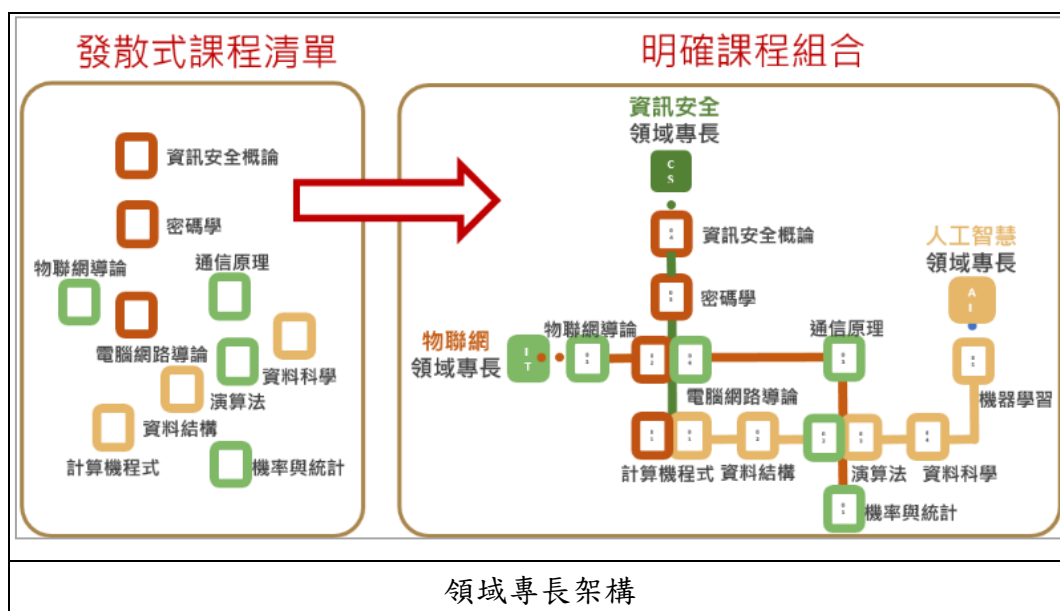 發散式課程清單
資訊安全概論
密碼學
物聯網導論
通信原理
電腦網路導論
資料科學
演算法
資料結構
計算機程式
機率與統計
明確課程組合
資訊安全
領域專長
C
S
資訊安全概論
人工智慧
領域專長
A
I
密碼學
物聯網
領域專長
I
T
物聯網導論
通信原理
電腦網路導論
機器學習
計算機程式
資料結構
演算法
資料科學
機率與統計
領域專長架構